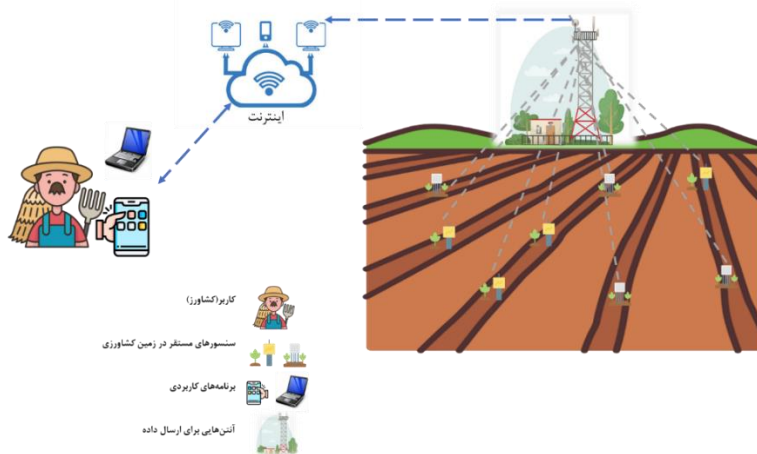 اینترنت
کاربر(کشاورز)
سنسورهای مستقر در زمین کشاورزی
برنامه‌های کاربردی
آنتن‌هایی برای ارسال داده